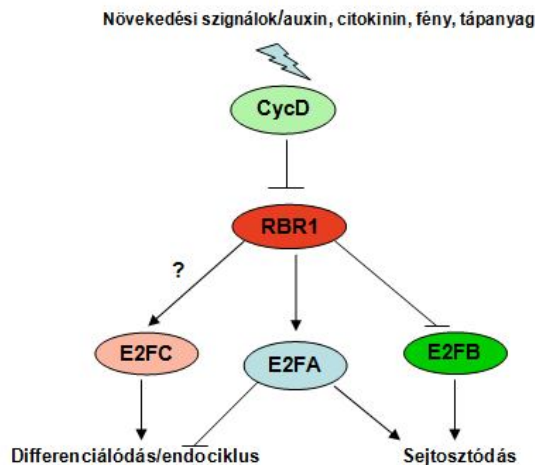 Növekedési szignálok/auxin, citokinin, fény, tápanyag
CycD
RBR1
?
E2FC
E2FA
E2FB
Differenciálódás/endociklus
Sejtosztódás